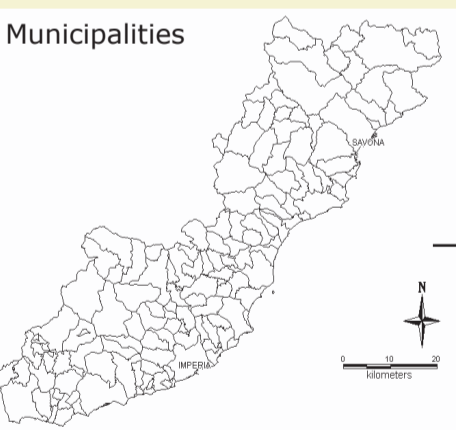 Municipalities
SAVONA
N
IMPERIA
0 10 20
kilometers